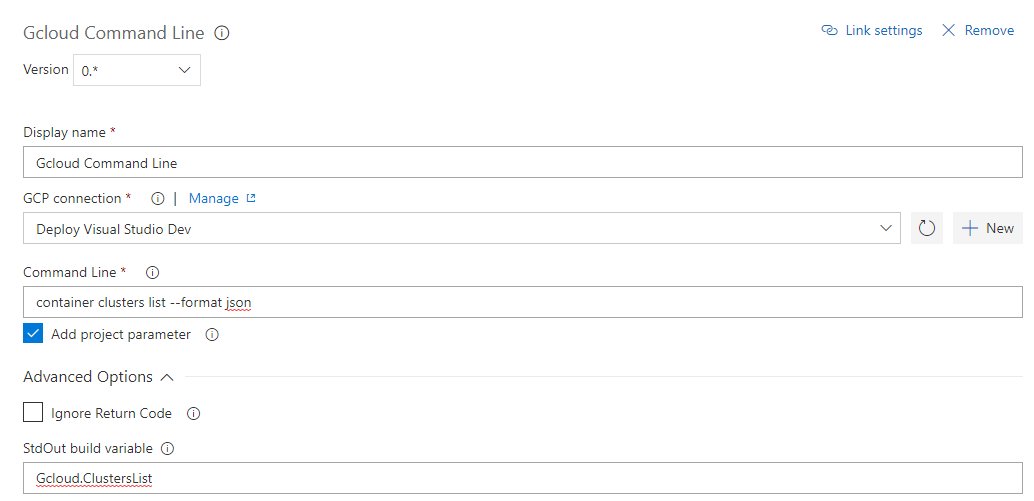 Gcloud Command Line
Link settings
Remove
Version 0.*
Display name *
Gcloud Command Line
GCP connection * | Manage
Deploy Visual Studio Dev
New
Command Line *
container clusters list --format json
Add project parameter
Advanced Options
Ignore Return Code
StdOut build variable
Gcloud.ClustersList